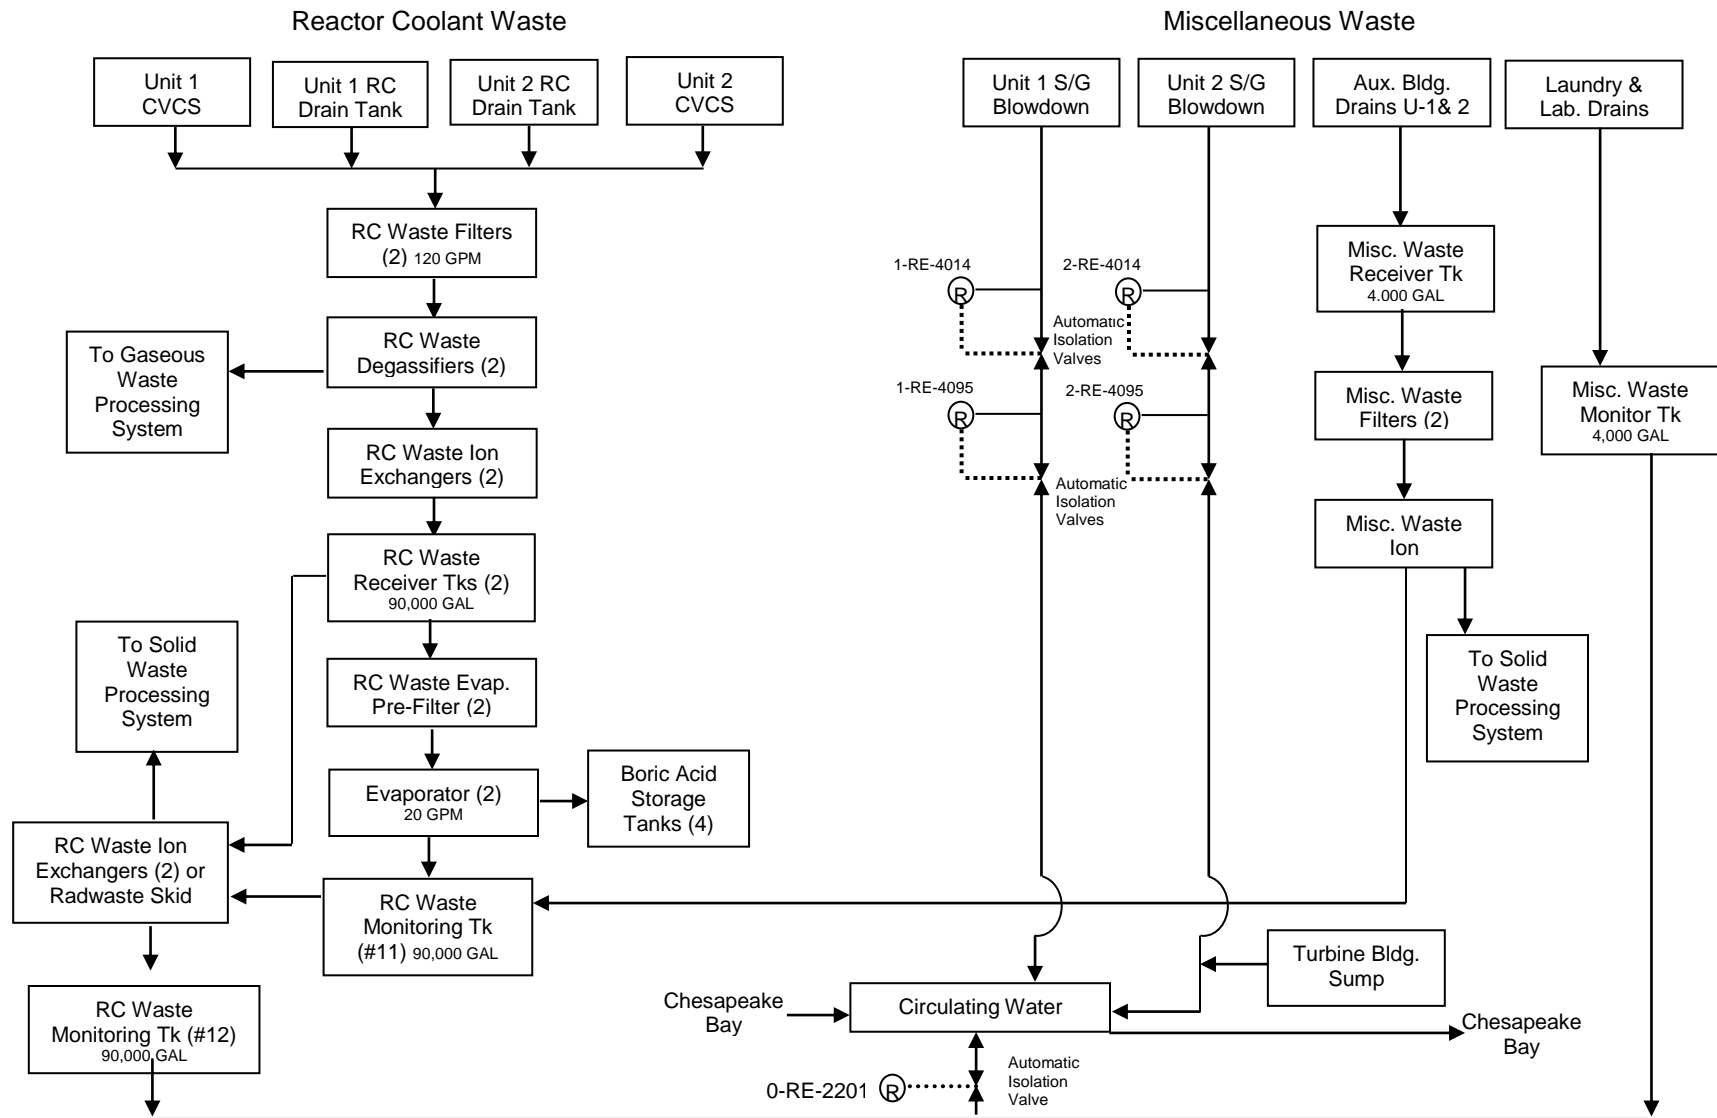 Reactor Coolant Waste
Miscellaneous Waste
Unit 1
CVCS
Unit 1 RC
Drain Tank
Unit 2 RC
Drain Tank
Unit 2
CVCS
Unit 1 S/G
Blowdown
Unit 2 S/G
Blowdown
Aux. Bldg.
Drains U-1& 2
Laundry &
Lab. Drains
RC Waste Filters
(2) 120 GPM
RC Waste
Degassifiers (2)
To Gaseous
Waste
Processing
System
RC Waste Ion
Exchangers (2)
RC Waste
Receiver Tks (2)
90,000 GAL
To Solid
Waste
Processing
System
RC Waste Evap.
Pre-Filter (2)
Evaporator (2)
20 GPM
Boric Acid
Storage
Tanks (4)
RC Waste Ion
Exchangers (2) or
Radwaste Skid
RC Waste
Monitoring Tk
(#11) 90,000 GAL
RC Waste
Monitoring Tk (#12)
90,000 GAL
1-RE-4014
R
2-RE-4014
R
Automatic
Isolation
Valves
1-RE-4095
R
2-RE-4095
R
Automatic
Isolation
Valves
Misc. Waste
Receiver Tk
4.000 GAL
Misc. Waste
Filters (2)
Misc. Waste
Monitor Tk
4,000 GAL
Misc. Waste
Ion
To Solid
Waste
Processing
System
Turbine Bldg.
Sump
Chesapeake
Bay
Circulating Water
Chesapeake
Bay
0-RE-2201
R
Automatic
Isolation
Valve